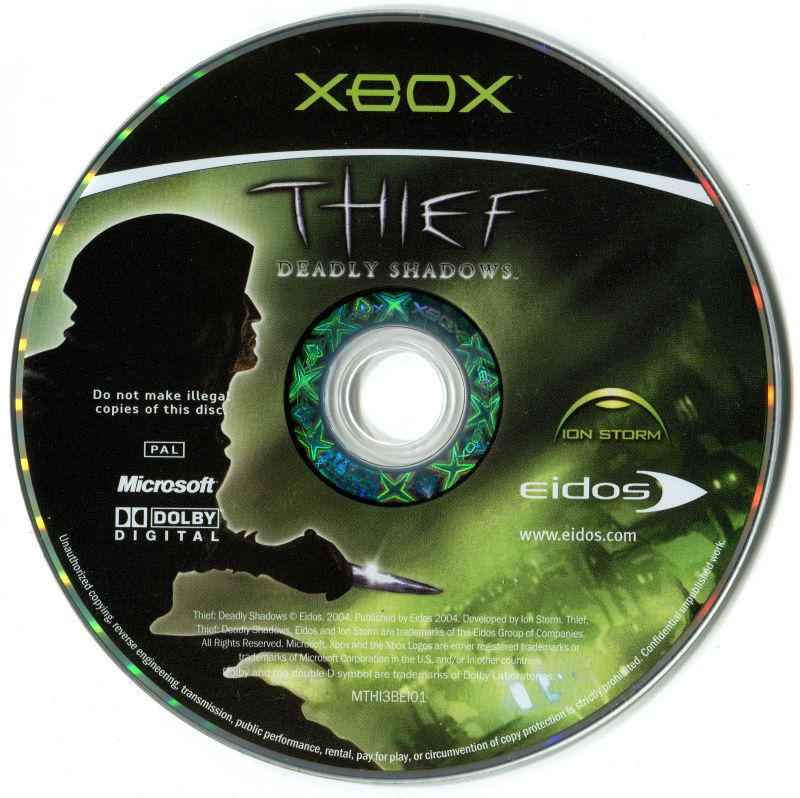 XBOX
THIEF
DEADLY SHADOWS™
XBOX
Do not make illegal
copies of this disc
PAL
Microsoft
DOLBY
DIGITAL
ION STORM
eidos
www.eidos.com
Thief: Deadly Shadows © Eidos. 2004. Published by Eidos 2004. Developed by Ion Storm. Thief,
Thief: Deadly Shadows, Eidos and Ion Storm are trademarks of the Eidos Group of Companies.
All Rights Reserved. Microsoft, Xbox and the Xbox Logos are either registered trademarks or
trademarks of Microsoft Corporation in the U.S. and/or in other countries.
Dolby and the double-D symbol are trademarks of Dolby Laboratories.
MTHI3BEI01
Unauthorized copying, reverse engineering, transmission, public performance, rental, pay for play, or circumvention of copy protection is strictly prohibited. Confidential unpublished work.